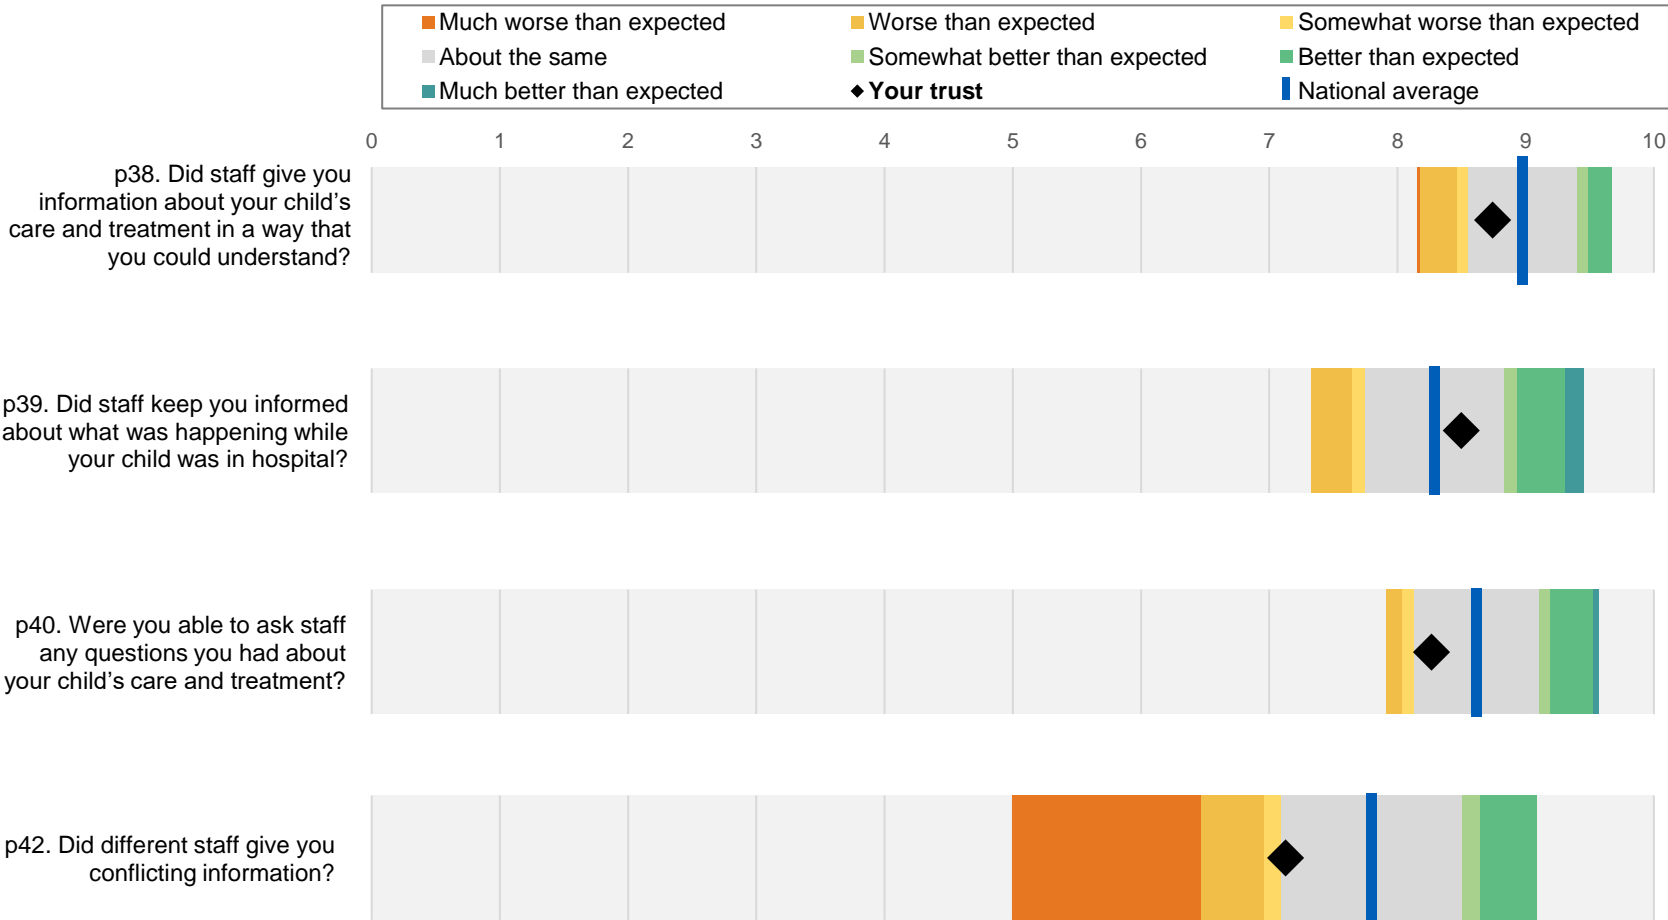 Much worse than expected
Worse than expected
Somewhat worse than expected
About the same
Somewhat better than expected
Better than expected
Much better than expected
Your trust
National average
0 1 2 3 4 5 6 7 8 9 10
p38. Did staff give you
information about your child’s
care and treatment in a way that
you could understand?
p39. Did staff keep you informed
about what was happening while
your child was in hospital?
p40. Were you able to ask staff
any questions you had about
your child’s care and treatment?
p42. Did different staff give you
conflicting information?